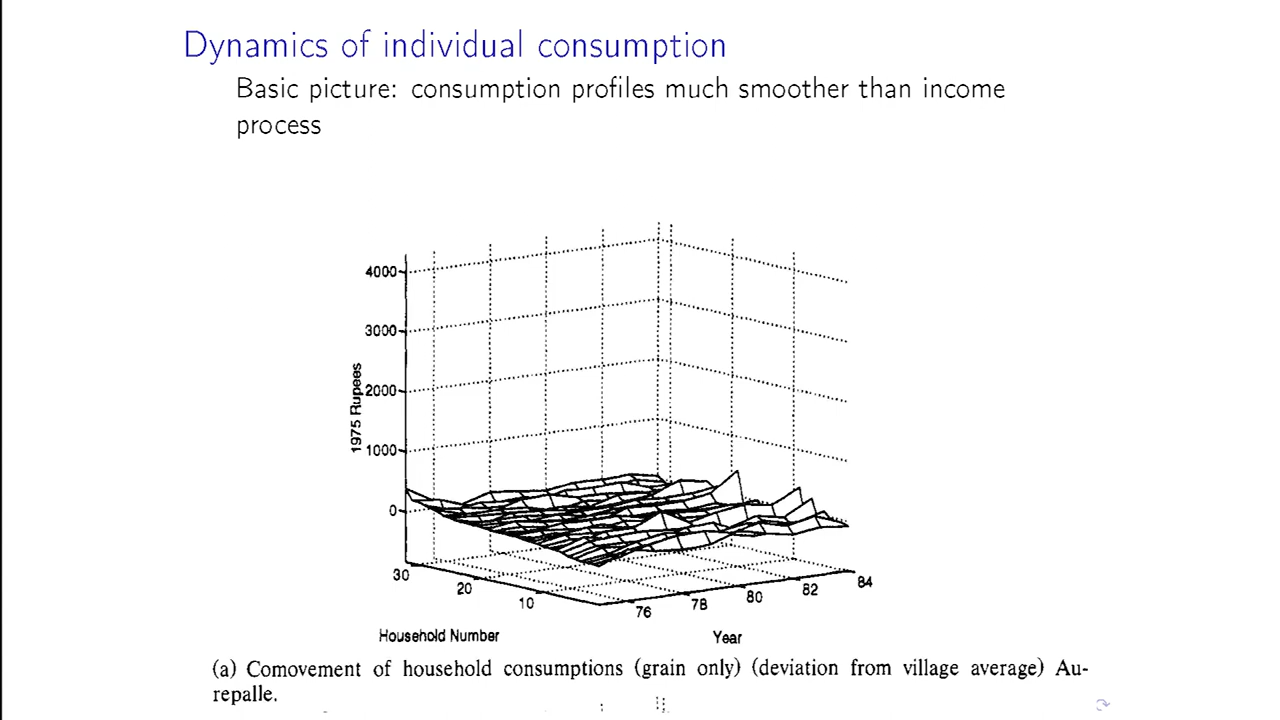 Dynamics of individual consumption
Basic picture: consumption profiles much smoother than income
process
4000
3000
2000
1000
0
1975 Rupees
30
20
10
76
78
80
82
84
Household Number
Year
(a) Comovement of household consumptions (grain only) (deviation from village average) Au-
repalle.